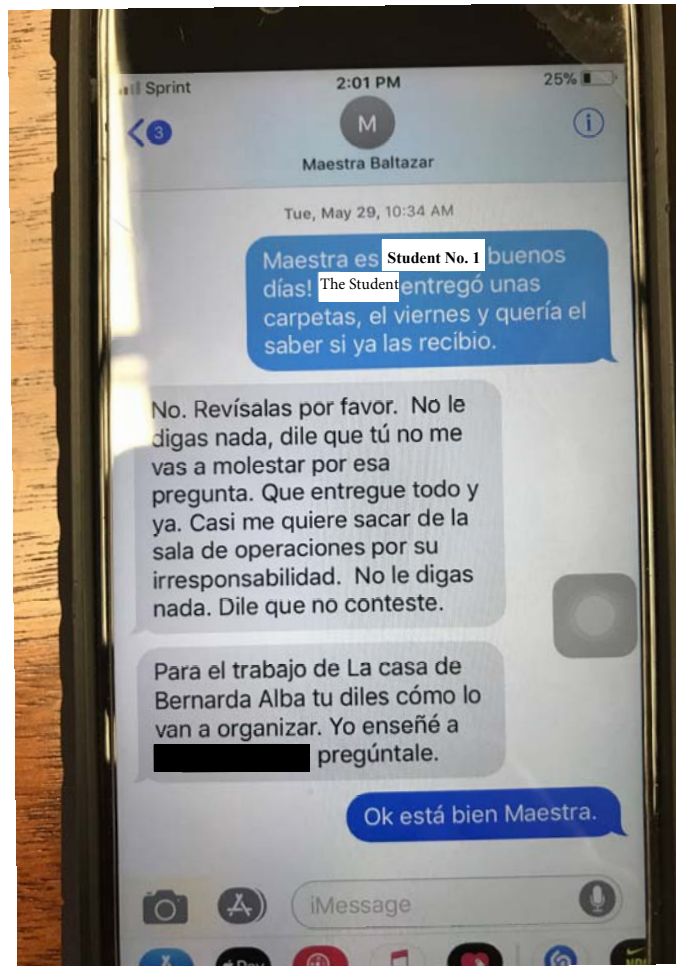 Sprint
2:01 PM
25%
3
M
i
Maestra Baltazar
Tue, May 29, 10:34 AM
Maestra es Student No. 1 buenos
días! The Student entregó unas
carpetas, el viernes y quería el
saber si ya las recibio.
No. Revísalas por favor. No le
digas nada, dile que tú no me
vas a molestar por esa
pregunta. Que entregue todo y
ya. Casi me quiere sacar de la
sala de operaciones por su
irresponsabilidad. No le digas
nada. Dile que no conteste.
Para el trabajo de La casa de
Bernarda Alba tu diles cómo lo
van a organizar. Yo enseñé a
pregúntale.
Ok está bien Maestra.
iMessage
Pay